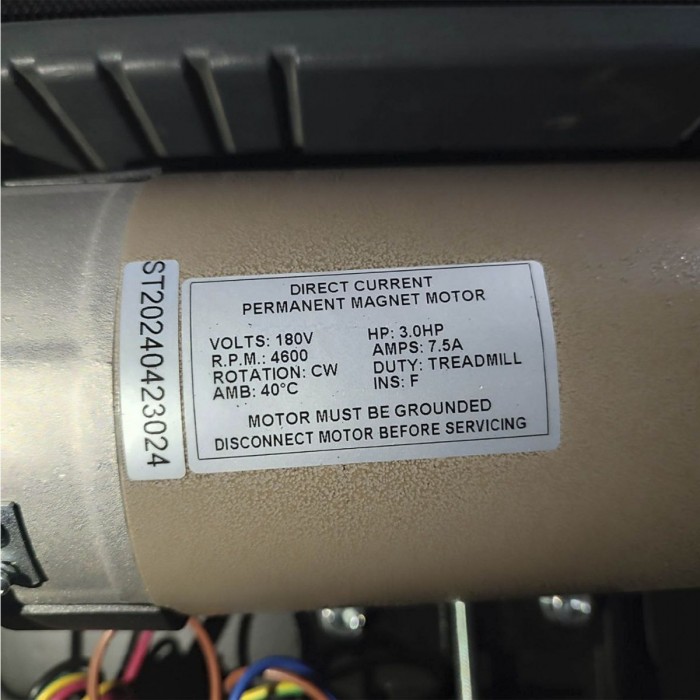 ST20240423024
DIRECT CURRENT
PERMANENT MAGNET MOTOR
VOLTS: 180V HP: 3.0HP
R.P.M.: 4600 AMPS: 7.5A
ROTATION: CW DUTY: TREADMILL
AMB: 40°C INS: F
MOTOR MUST BE GROUNDED
DISCONNECT MOTOR BEFORE SERVICING